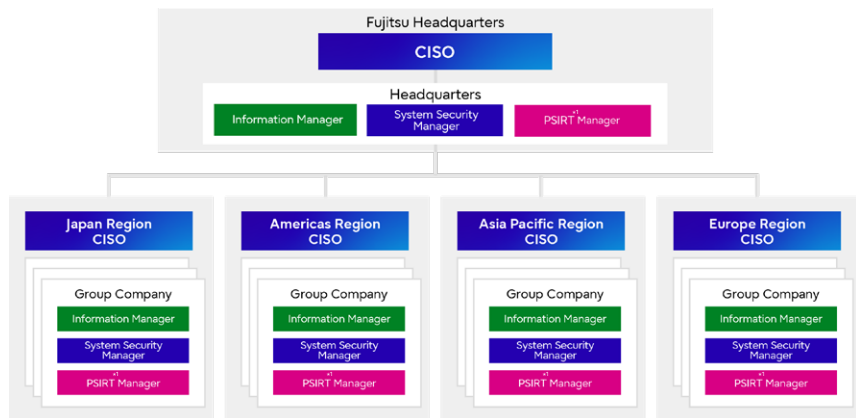 Fujitsu Headquarters
CISO
Headquarters
Information Manager
System Security
Manager
*1
PSIRT Manager
Japan Region
CISO
Group Company
Information Manager
System Security
Manager
*1
PSIRT Manager
Americas Region
CISO
Group Company
Information Manager
System Security
Manager
*1
PSIRT Manager
Asia Pacific Region
CISO
Group Company
Information Manager
System Security
Manager
*1
PSIRT Manager
Europe Region
CISO
Group Company
Information Manager
System Security
Manager
*1
PSIRT Manager